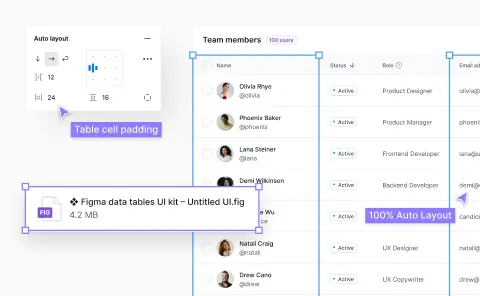 Auto layout
12
24
16
Table cell padding
Team members
100 users
Name
Status
Role
Email ad
Olivia Rhye
@olivia
Active
Product Designer
olivia@u
Phoenix Baker
@phoenix
Active
Product Manager
phoenix
Lana Steiner
@lana
Active
Frontend Developer
lana@u
Demi Wilkinson
Active
Backend Developer
demi@
FIG
❖ Figma data tables UI kit – Untitled UI.fig
4.2 MB
e Wu
ce
Active
100% Auto Layout
candic
Natali Craig
@natali
Active
UX Designer
natali@u
Drew Cano
@drew
Active
UX Copywriter
drew@u